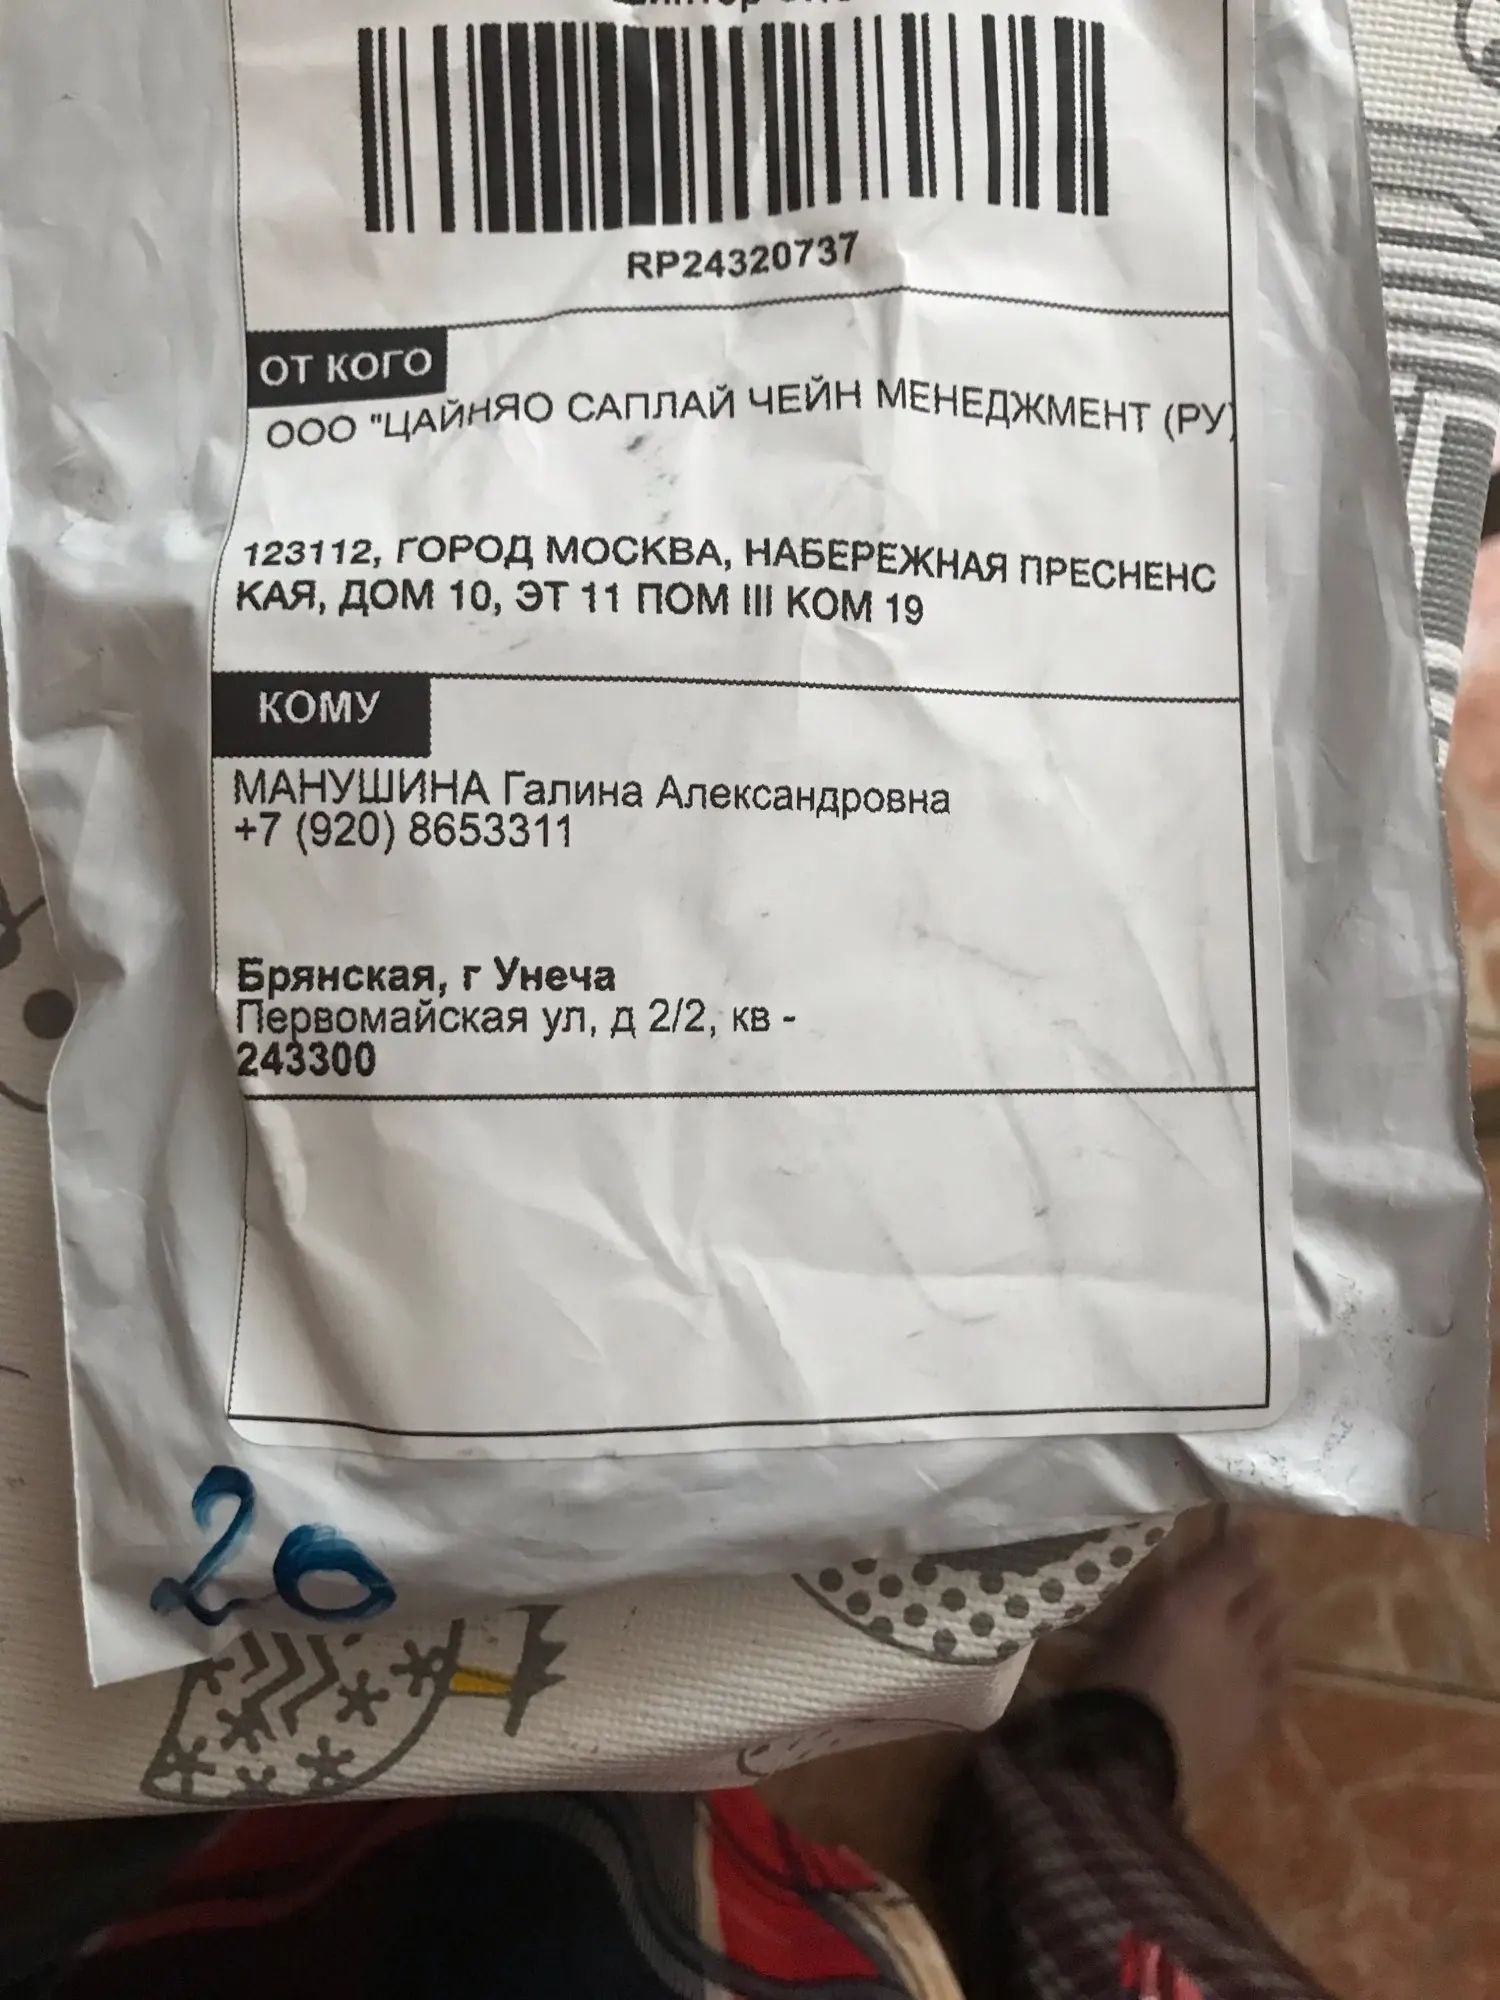 RP24320737
ОТ КОГО
ООО "ЦАЙНЯО САПЛАЙ ЧЕЙН МЕНЕДЖМЕНТ (РУ)
123112, ГОРОД МОСКВА, НАБЕРЕЖНАЯ ПРЕСНЕНС
КАЯ, ДОМ 10, ЭТ 11 ПОМ III КОМ 19
КОМУ
МАНУШИНА Галина Александровна
+7 (920) 8653311
Брянская, г Унеча
Первомайская ул, д 2/2, кв -
243300
20